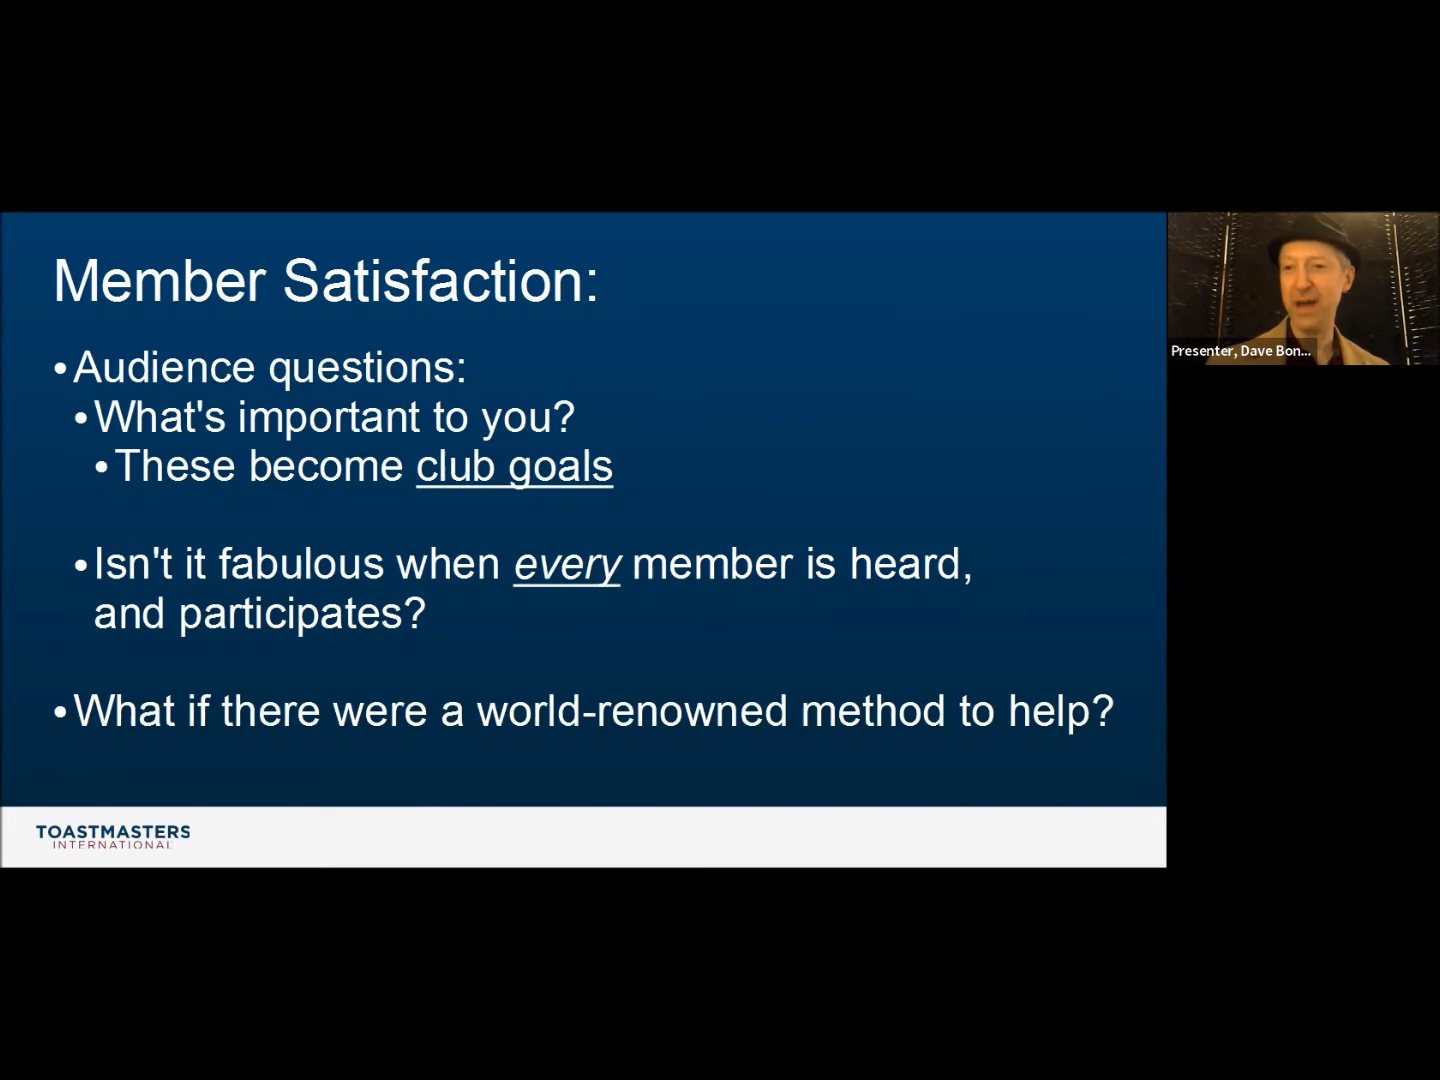 Member Satisfaction:
•Audience questions:
•What's important to you?
•These become club goals
•Isn't it fabulous when every member is heard,
and participates?
•What if there were a world-renowned method to help?
TOASTMASTERS
INTERNATIONAL
Presenter, Dave Bon...